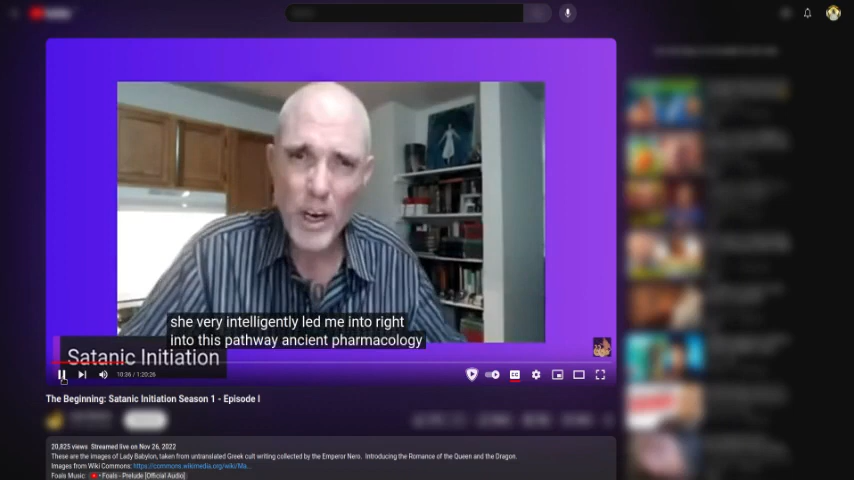 she very intelligently led me into right
into this pathway ancient pharmacology
Satanic Initiation
10:36 / 1:20:26
CC
The Beginning: Satanic Initiation Season 1 - Episode I
20,825 views Streamed live on Nov 26, 2022
These are the images of Lady Babylon, taken from untranslated Greek cult writing collected by the Emperor Nero. Introducing the Romance of the Queen and the Dragon.
Images from Wiki Commons: https://commons.wikimedia.org/wiki/Ma...
Foals Music: • Foals - Prelude [Official Audio]